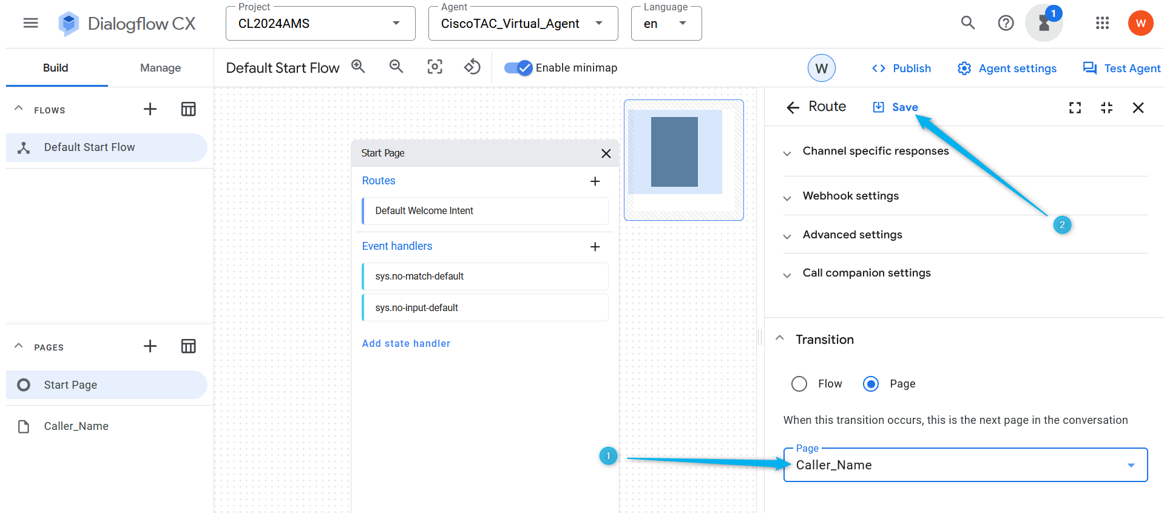 Dialogflow CX
Project
CL2024AMS
Agent
CiscoTAC_Virtual_Agent
Language
en
1
W
Build
Manage
Default Start Flow
Enable minimap
W
Publish
Agent settings
Test Agent
FLOWS
Default Start Flow
PAGES
Start Page
Caller_Name
Start Page
Routes
Default Welcome Intent
Event handlers
sys.no-match-default
sys.no-input-default
Add state handler
Route
Save
Channel specific responses
Webhook settings
2
Advanced settings
Call companion settings
Transition
Flow
Page
When this transition occurs, this is the next page in the conversation
1
Page
Caller_Name